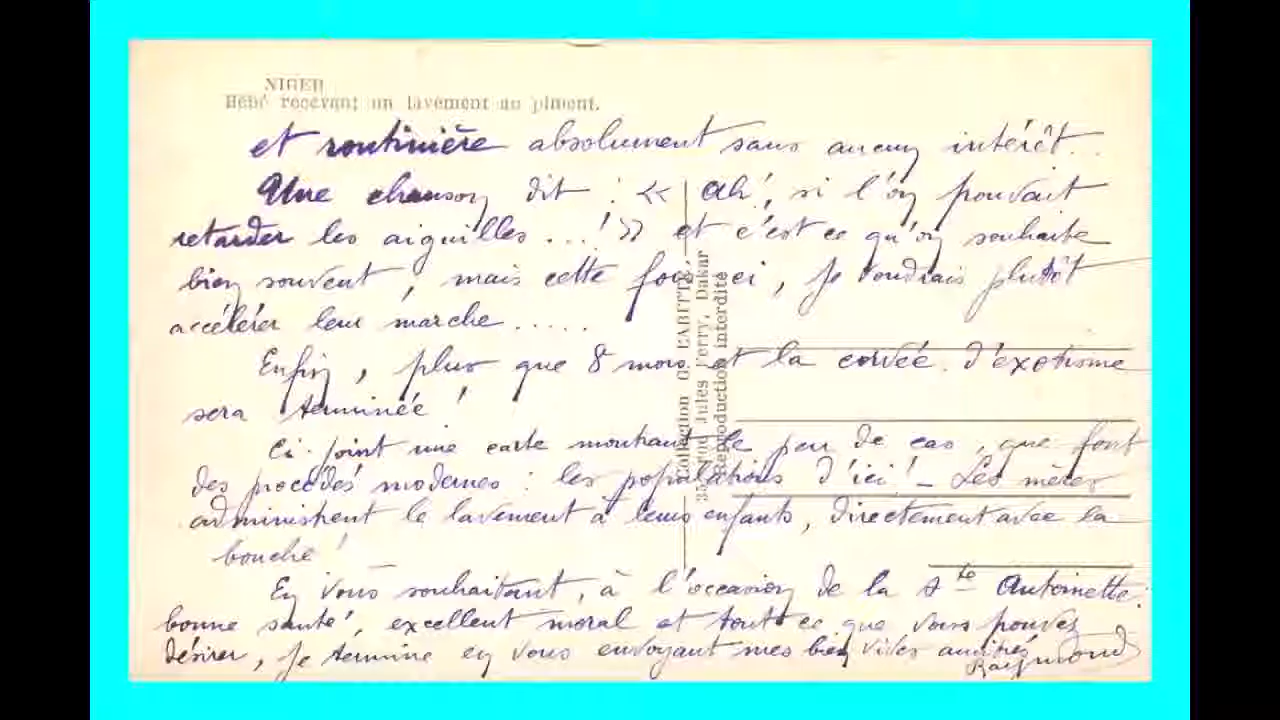 NIGER
Bébé recevant un lavement au piment.
et routinière absolument sans aucun intérêt.
Une chanson dit : << Ah ! si l'on pouvait
retarder les aiguilles ...! >> et c'est ce qu'on souhaite
bien souvent, mais cette fois ci, je voudrais plutôt
accélérer leur marche .....
Enfin, plus que 8 mois et la corvée d'exotisme
sera terminée !
Ci-joint une carte montrant le peu de cas, que font
des procédés modernes : les populations d'ici ! - Les mères
administrent le lavement à leurs enfants, directement avec la
bouche !
En vous souhaitant, à l'occasion de la Ste Antoinette
bonne santé, excellent moral et tout ce que vous pouvez
désirer, je termine en vous envoyant mes bien vives amitiés
Raymond
Collection G. LABITTE,
35, rue Jules Ferry, Dakar
Reproduction interdite